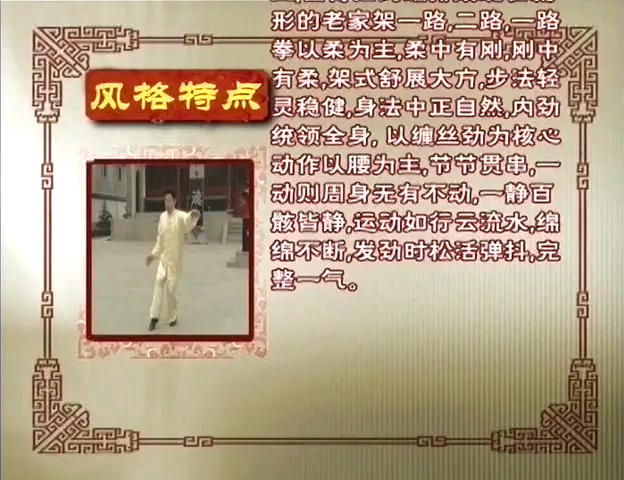 形的老家架一路,二路,一路
拳以柔为主,柔中有刚,刚中
有柔,架式舒展大方,步法轻
灵稳健,身法中正自然,内劲
统领全身, 以缠丝劲为核心
动作以腰为主,节节贯串,一
动则周身无有不动,一静百
骸皆静,运动如行云流水,绵
绵不断,发劲时松活弹抖,完
整一气。
风格特点